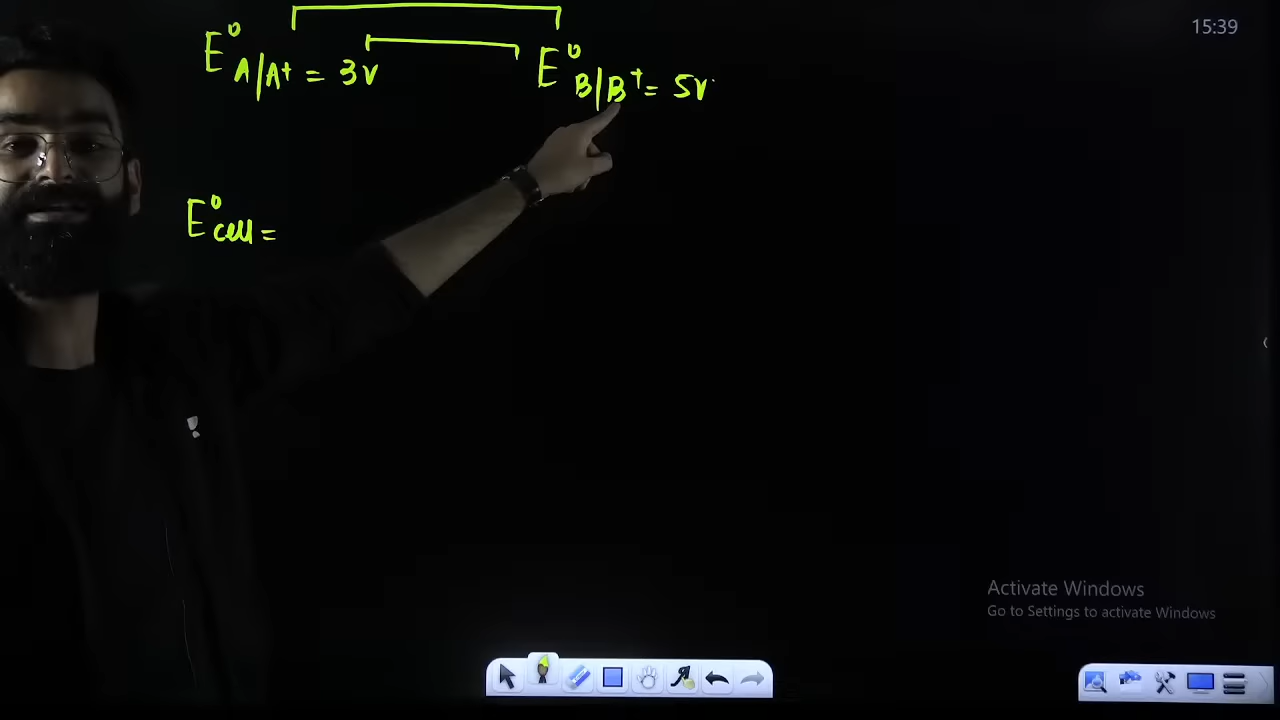 15:39
E°A/A+ = 3V E°B/B+ = 5V
E°cell =
Activate Windows
Go to Settings to activate Windows